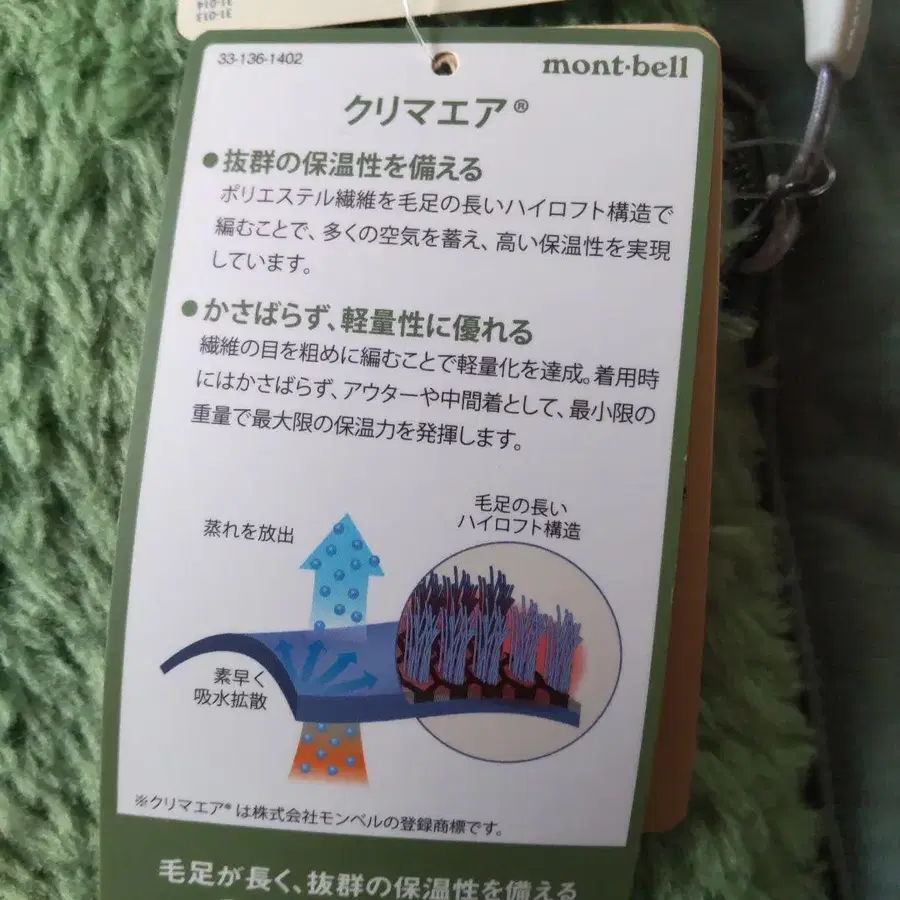 33-136-1402
mont-bell
クリマエア®
●抜群の保温性を備える
ポリエステル繊維を毛足の長いハイロフト構造で
編むことで、多くの空気を蓄え、高い保温性を実現
しています。
●かさばらず、軽量性に優れる
繊維の目を粗めに編むことで軽量化を達成。着用時
にはかさばらず、アウターや中間着として、最小限の
重量で最大限の保温力を発揮します。
毛足の長い
ハイロフト構造
蒸れを放出
素早く
吸水拡散
※クリマエア®は株式会社モンベルの登録商標です。
毛足が長く、抜群の保温性を備える